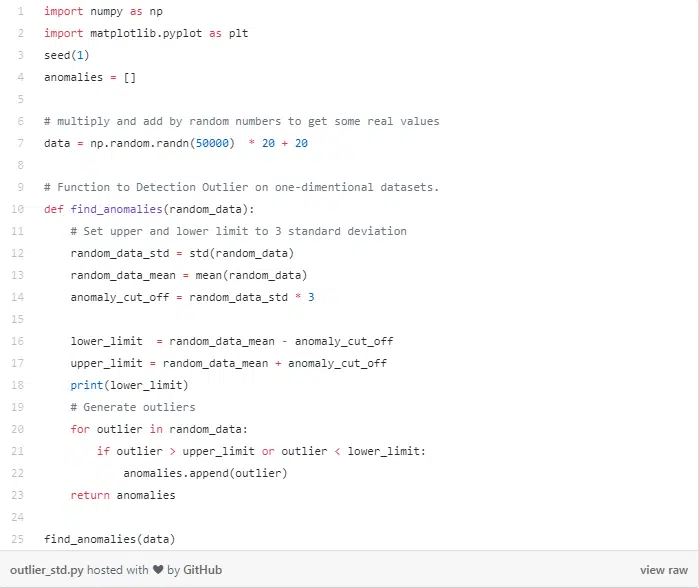 1 import numpy as np
2 import matplotlib.pyplot as plt
3 seed(1)
4 anomalies = []
5
6 # multiply and add by random numbers to get some real values
7 data = np.random.randn(50000)  * 20 + 20
8
9 # Function to Detection Outlier on one-dimentional datasets.
10 def find_anomalies(random_data):
11     # Set upper and lower limit to 3 standard deviation
12     random_data_std = std(random_data)
13     random_data_mean = mean(random_data)
14     anomaly_cut_off = random_data_std * 3
15
16     lower_limit  = random_data_mean - anomaly_cut_off
17     upper_limit = random_data_mean + anomaly_cut_off
18     print(lower_limit)
19     # Generate outliers
20     for outlier in random_data:
21         if outlier > upper_limit or outlier < lower_limit:
22             anomalies.append(outlier)
23     return anomalies
24
25 find_anomalies(data)
outlier_std.py hosted with ❤ by GitHub view raw